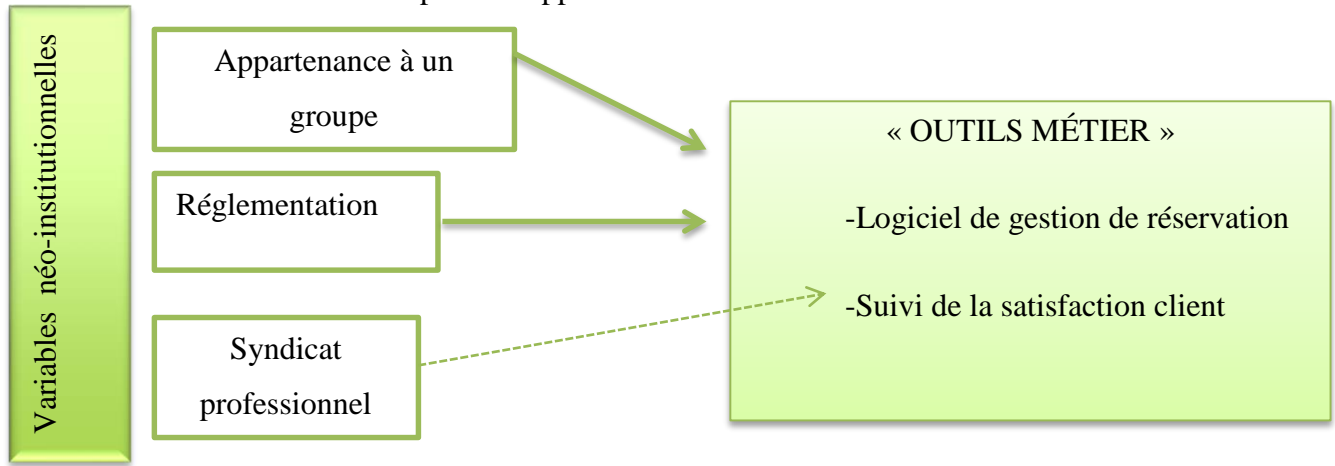 Variables néo-institutionnelles
Appartenance à un
groupe
Réglementation
Syndicat
professionnel
« OUTILS MÉTIER »
-Logiciel de gestion de réservation
-Suivi de la satisfaction client